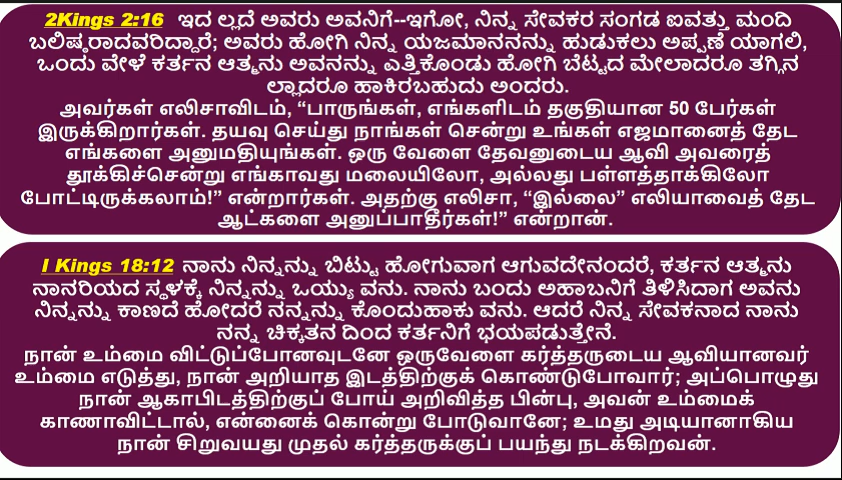 2Kings 2:16 ಇದ ಲ್ಲದೆ ಅವರು ಅವನಿಗೆ--ಇಗೋ, ನಿನ್ನ ಸೇವಕರ ಸಂಗಡ ಐವತ್ತು ಮಂದಿ
ಬಲಿಷ್ಠರಾದವರಿದ್ದಾರೆ; ಅವರು ಹೋಗಿ ನಿನ್ನ ಯಜಮಾನನನ್ನು ಹುಡುಕಲು ಅಪ್ಪಣೆ ಯಾಗಲಿ,
ಒಂದು ವೇಳೆ ಕರ್ತನ ಆತ್ಮನು ಅವನನ್ನು ಎತ್ತಿಕೊಂಡು ಹೋಗಿ ಬೆಟ್ಟದ ಮೇಲಾದರೂ ತಗ್ಗಿನ
ಲ್ಲಾದರೂ ಹಾಕಿರಬಹುದು ಅಂದರು.
அவர்கள் எலிசாவிடம், “பாருங்கள், எங்களிடம் தகுதியான 50 பேர்கள்
இருக்கிறார்கள். தயவு செய்து நாங்கள் சென்று உங்கள் எஜமானைத் தேட
எங்களை அனுமதியுங்கள். ஒரு வேளை தேவனுடைய ஆவி அவரைத்
தூக்கிச்சென்று எங்காவது மலையிலோ, அல்லது பள்ளத்தாக்கிலோ
போட்டிருக்கலாம்!” என்றார்கள். அதற்கு எலிசா, “இல்லை” எலியாவைத் தேட
ஆட்களை அனுப்பாதீர்கள்!” என்றான்.
I Kings 18:12 ನಾನು ನಿನ್ನನ್ನು ಬಿಟ್ಟು ಹೋಗುವಾಗ ಆಗುವದೇನಂದರೆ, ಕರ್ತನ ಆತ್ಮನು
ನಾನರಿಯದ ಸ್ಥಳಕ್ಕೆ ನಿನ್ನನ್ನು ಒಯ್ಯು ವನು. ನಾನು ಬಂದು ಅಹಾಬನಿಗೆ ತಿಳಿಸಿದಾಗ ಅವನು
ನಿನ್ನನ್ನು ಕಾಣದೆ ಹೋದರೆ ನನ್ನನ್ನು ಕೊಂದುಹಾಕು ವನು. ಆದರೆ ನಿನ್ನ ಸೇವಕನಾದ ನಾನು
ನನ್ನ ಚಿಕ್ಕತನ ದಿಂದ ಕರ್ತನಿಗೆ ಭಯಪಡುತ್ತೇನೆ.
நான் உம்மை விட்டுப்போனவுடனே ஒருவேளை கர்த்தருடைய ஆவியானவர்
உம்மை எடுத்து, நான் அறியாத இடத்திற்குக் கொண்டுபோவார்; அப்பொழுது
நான் ஆகாபிடத்திற்குப் போய் அறிவித்த பின்பு, அவன் உம்மைக்
காணாவிட்டால், என்னைக் கொன்று போடுவானே; உமது அடியானாகிய
நான் சிறுவயது முதல் கர்த்தருக்குப் பயந்து நடக்கிறவன்.